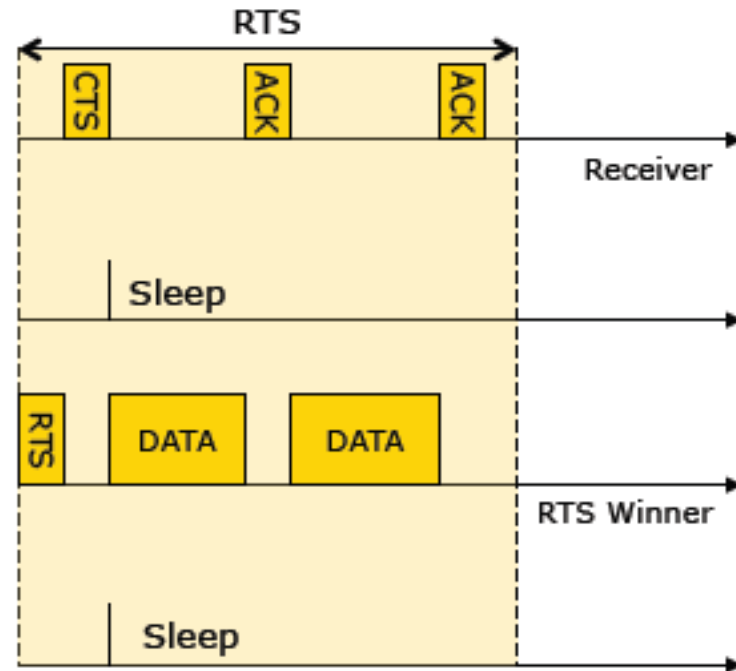 RTS
CTS
ACK
ACK
Receiver
Sleep
RTS
DATA
DATA
RTS Winner
Sleep